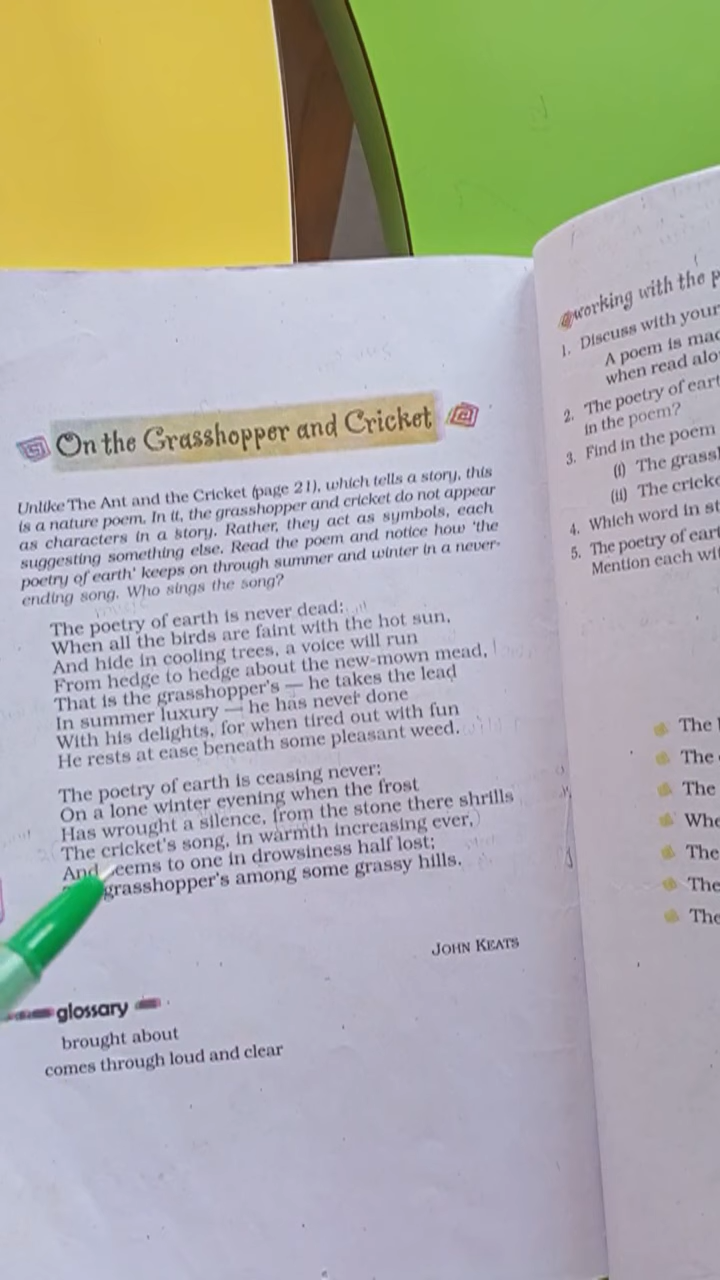 On the Grasshopper and Cricket
Unlike The Ant and the Cricket (page 21), which tells a story, this
is a nature poem. In it, the grasshopper and cricket do not appear
as characters in a story. Rather, they act as symbols, each
suggesting something else. Read the poem and notice how 'the
poetry of earth' keeps on through summer and winter in a never-
ending song. Who sings the song?
The poetry of earth is never dead:
When all the birds are faint with the hot sun,
And hide in cooling trees, a voice will run
From hedge to hedge about the new-mown mead,
That is the grasshopper's — he takes the lead
In summer luxury — he has never done
With his delights, for when tired out with fun
He rests at ease beneath some pleasant weed.
The poetry of earth is ceasing never:
On a lone winter evening when the frost
Has wrought a silence, from the stone there shrills
The cricket's song, in warmth increasing ever,
And seems to one in drowsiness half lost;
grasshopper's among some grassy hills.
JOHN KEATS
glossary
brought about
comes through loud and clear
working with the p
1. Discuss with your
A poem is mad
when read alo
2. The poetry of eart
in the poem?
3. Find in the poem
(i) The grassh
(ii) The cricke
4. Which word in st
5. The poetry of eart
Mention each wit
The
The
The
Whe
The
The
The